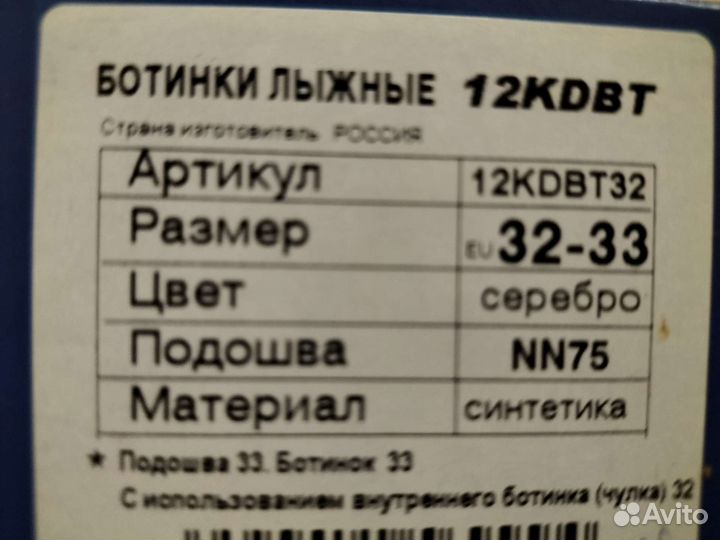 БОТИНКИ ЛЫЖНЫЕ 12KDBT
Страна изготовитель РОССИЯ
Артикул 12KDBT32
Размер EU 32-33
Цвет серебро
Подошва NN75
Материал синтетика
* Подошва 33. Ботинок 33
С использованием внутреннего ботинка (чулка) 32
Avito